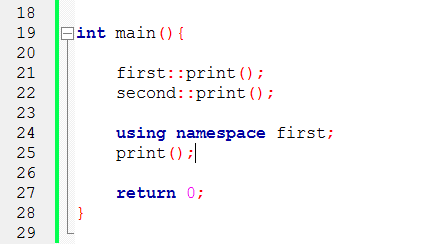 18
19 int main(){
20
21 first::print();
22 second::print();
23
24 using namespace first;
25 print();
26
27 return 0;
28 }
29